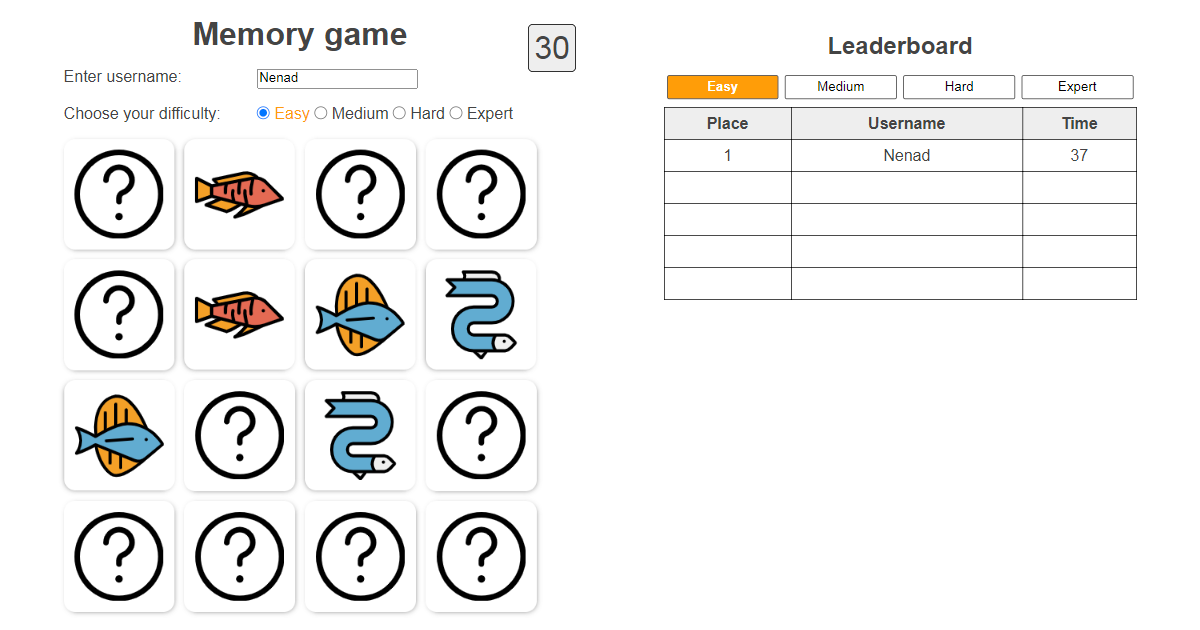 Memory game
30
Enter username:
Nenad
Choose your difficulty:
Easy Medium Hard Expert
? ? ?
?
? ?
? ? ? ?
Leaderboard
Easy Medium Hard Expert
Place Username Time
1 Nenad 37